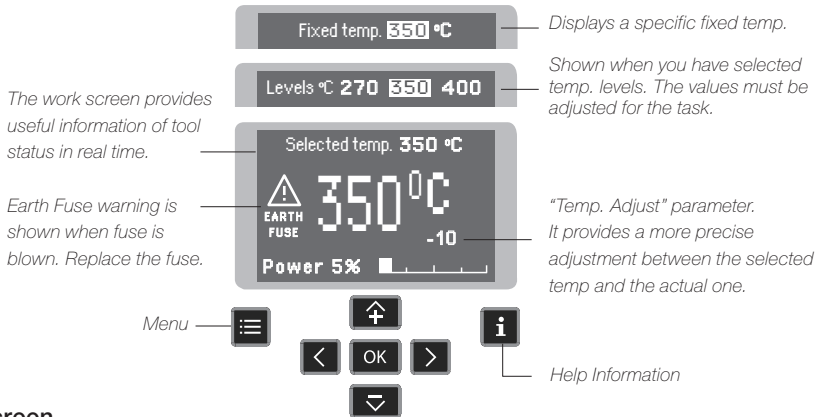 Fixed temp. 350 ºC
Displays a specific fixed temp.
Levels ºC 270 350 400
Shown when you have selected
temp. levels. The values must be
adjusted for the task.
The work screen provides
useful information of tool
status in real time.
Selected temp. 350 ºC
350ºC
EARTH
FUSE
-10
Power 5%
Earth Fuse warning is
shown when fuse is
blown. Replace the fuse.
"Temp. Adjust" parameter.
It provides a more precise
adjustment between the selected
temp and the actual one.
Menu
OK
i
Help Information